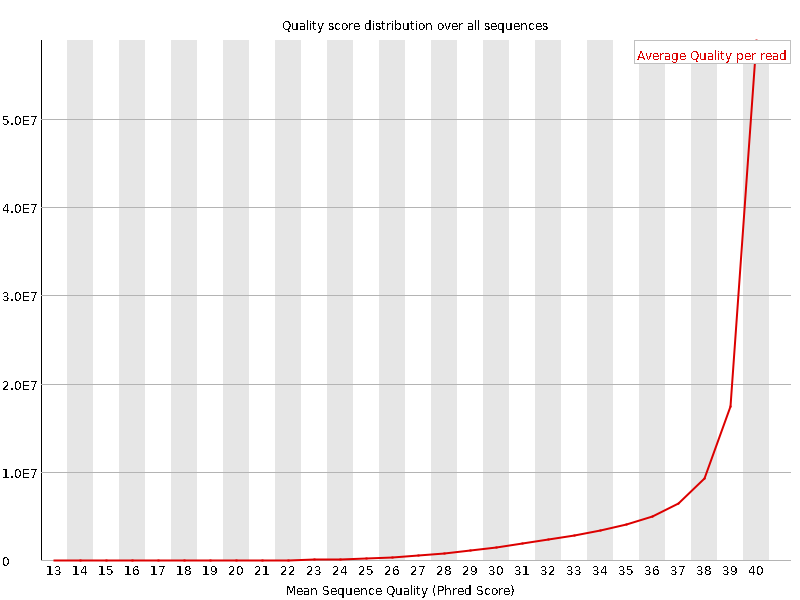 Quality score distribution over all sequences
Average Quality per read
5.0E7
4.0E7
3.0E7
2.0E7
1.0E7
0
13 14 15 16 17 18 19 20 21 22 23 24 25 26 27 28 29 30 31 32 33 34 35 36 37 38 39 40
Mean Sequence Quality (Phred Score)